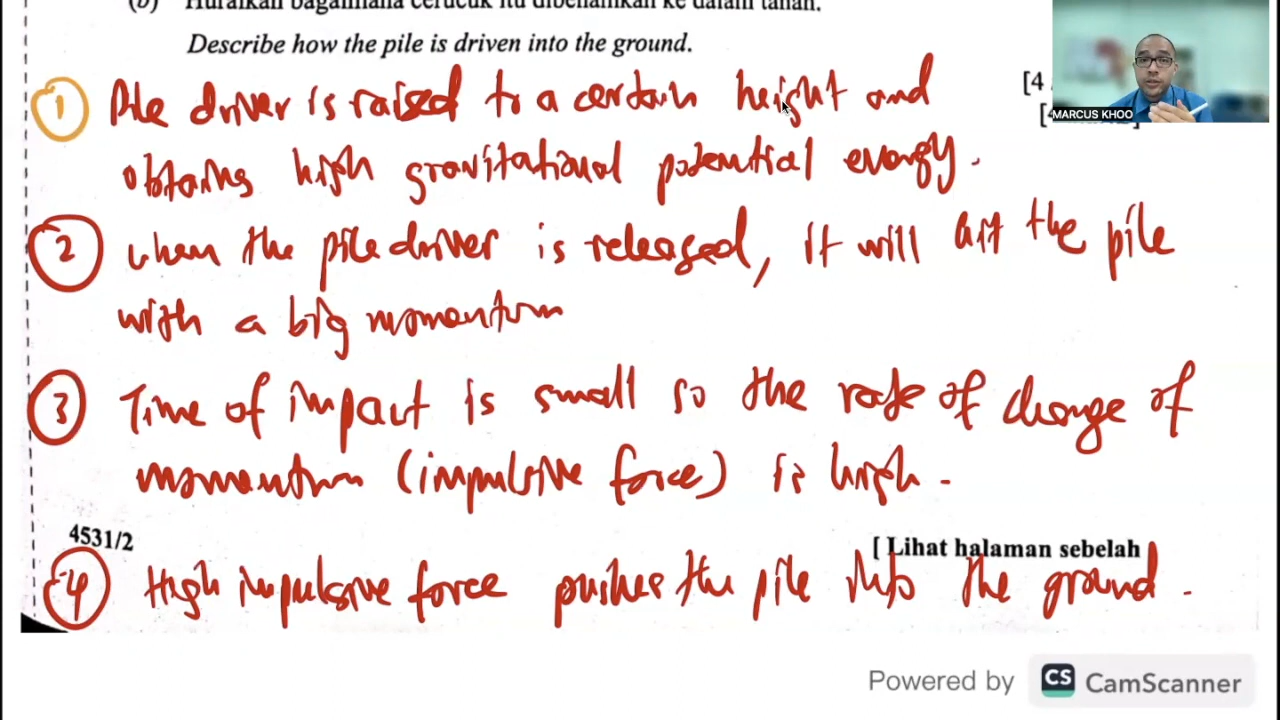 (b) Huraikan bagaimana cerucuk itu dibenamkan ke dalam tanah.
Describe how the pile is driven into the ground.
[4
MARCUS KHOO
① Pile driver is raised to a certain height and
obtains high gravitational potential energy.
② when the pile driver is released, it will hit the pile
with a big momentum
③ Time of impact is small so the rate of change of
momentum (impulsive force) is high.
4531/2
[ Lihat halaman sebelah
④ High impulsive force pushes the pile into the ground.
Powered by CS CamScanner